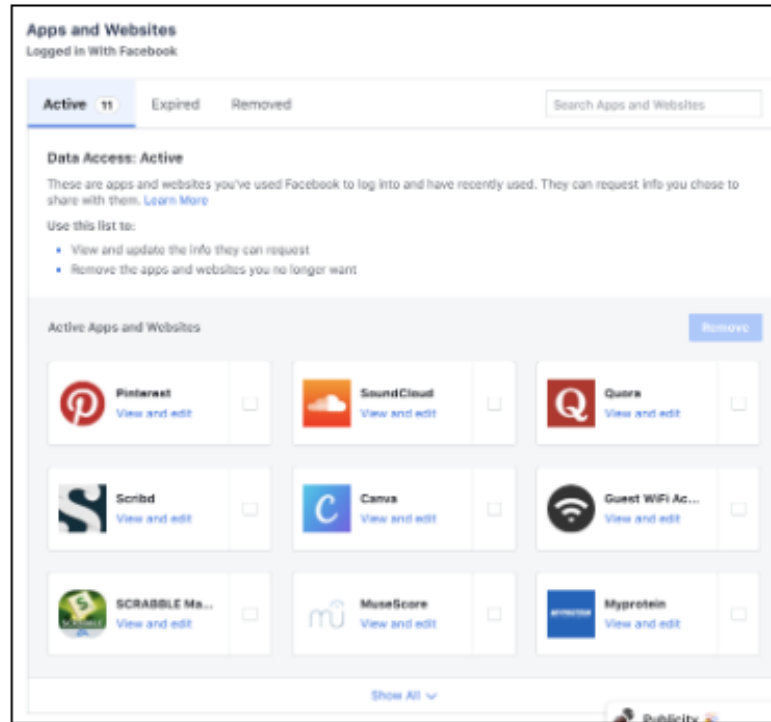 Apps and Websites
Logged in With Facebook
Active 11 Expired Removed Search Apps and Websites
Data Access: Active
These are apps and websites you've used Facebook to log into and have recently used. They can request info you chose to
share with them. Learn More
Use this list to:
• View and update the info they can request
• Remove the apps and websites you no longer want
Active Apps and Websites Remove
Pinterest SoundCloud Quora
View and edit View and edit View and edit
Scribd Canva Guest WiFi Ac...
View and edit View and edit View and edit
SCRABBLE Ma... MuseScore Myprotein
View and edit View and edit View and edit
Show All
Publicity